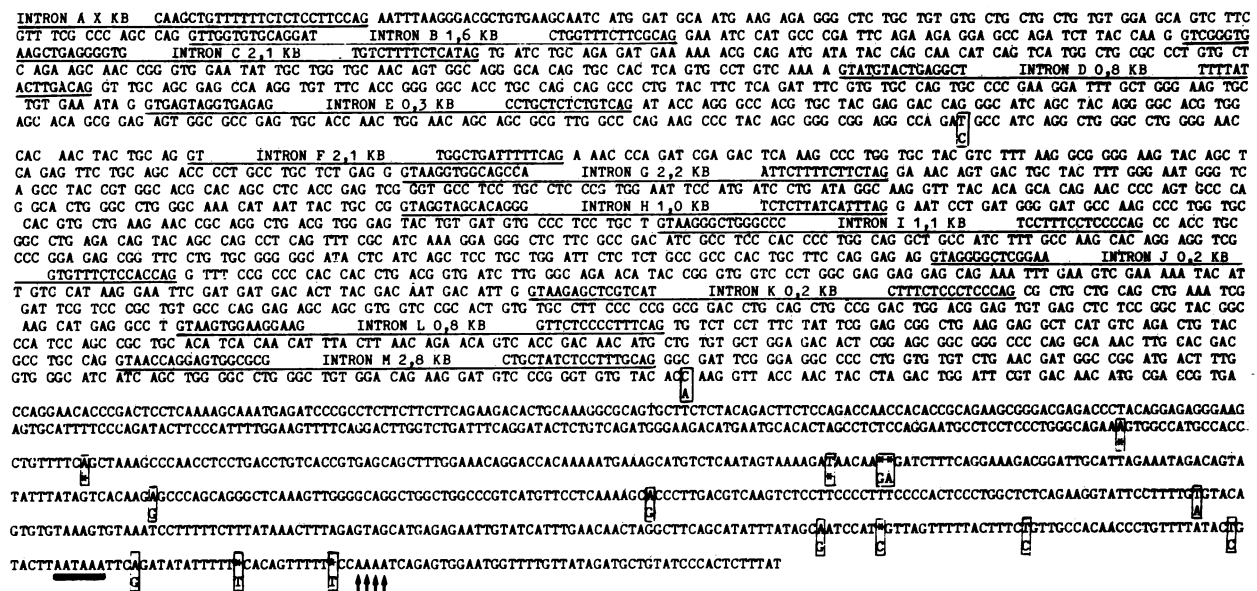 INTRON A X KB CAAGCTGTTTTTTCTCTCCTTCCAG AATTTAAGGGACGCTGTGAAGCAATC ATG GAT GCA ATG AAG AGA GGG CTC TGC TGT GTG CTG CTG CTG TGT GGA GCA GTC TTC
GTT TCG CCC AGC CAG GTTGGTGTGCAGGAT INTRON B 1,6 KB CTGGTTTCTTCGCAG GAA ATC CAT GCC CGA TTC AGA AGA GGA GCC AGA TCT TAC CAA G GTCGGGTG
AAGCTGAGGGGTG INTRON C 2,1 KB TGTCTTTTCTCATAG TG ATC TGC AGA GAT GAA AAA ACG CAG ATG ATA TAC CAG CAA CAT CAG TCA TGG CTG CGC CCT GTG CT
C AGA AGC AAC CGG GTG GAA TAT TGC TGG TGC AAC AGT GGC AGG GCA CAG TGC CAC TCA GTG CCT GTC AAA A GTATGTACTGAGGCT INTRON D 0,8 KB TTTTAT
ACTTGACAG GT TGC AGC GAG CCA AGG TGT TTC AAC GGG GGC ACC TGC CAG CAG GCC CTG TAC TTC TCA GAT TTC GTG TGC CAG TGC CCC GAA GGA TTT GCT GGG AAG TGC
TGT GAA ATA G GTGAGTAGGTGAGAG INTRON E 0,3 KB CCTGCTCTCTGTCAG AT ACC AGG GCC ACG TGC TAC GAG GAC CAG GGC ATC AGC TAC AGG GGC ACG TGG
AGC ACA GCG GAG AGT GGC GCC GAG TGC ACC AAC TGG AAC AGC AGC GCG TTG GCC CAG AAG CCC TAC AGC GGG CGG AGG CCA GAT GCC ATC AGG CTG GGC CTG GGG AAC
C
CAC AAC TAC TGC AG GT INTRON F 2,1 KB TGGCTGATTTTTCAG A AAC CCA GAT CGA GAC TCA AAG CCC TGG TGC TAC GTC TTT AAG GCG GGG AAG TAC AGC T
CA GAG TTC TGC AGC ACC CCT GCC TGC TCT GAG G GTAAGGTGGCAGCCA INTRON G 2,2 KB ATTCTTTTCTTCTAG GA AAC AGT GAC TGC TAC TTT GGG AAT GGG TC
A GCC TAC CGT GGC ACG CAC AGC CTC ACC GAG TCG GGT GCC TCC TGC CTC CCG TGG AAT TCC ATG ATC CTG ATA GGC AAG GTT TAC ACA GCA CAG AAC CCC AGT GCC CA
G GCA CTG GGC CTG GGC AAA CAT AAT TAC TGC CG GTAGGTAGCACAGGG INTRON H 1,0 KB TCTCTTATCATTTAG G AAT CCT GAT GGG GAT GCC AAG CCC TGG TGC
CAC GTG CTG AAG AAC CGC AGG CTG ACG TGG GAG TAC TGT GAT GTG CCC TCC TGC T GTAAGGGCTGGGCCC INTRON I 1,1 KB TCCTTTCCTCCCCAG CC ACC TGC
GGC CTG AGA CAG TAC AGC CAG CCT CAG TTT CGC ATC AAA GGA GGG CTC TTC GCC GAC ATC GCC TCC CAC CCC TGG CAG GCT GCC ATC TTT GCC AAG CAC AGG AGG TCG
CCC GGA GAG CGG TTC CTG TGC GGG GGC ATA CTC ATC AGC TCC TGC TGG ATT CTC TCT GCC GCC CAC TGC TTC CAG GAG AG GTAGGGGCTCGGAA INTRON J 0,2 KB
GTGTTTCTCCACCAG G TTT CCG CCC CAC CAC CTG ACG GTG ATC TTG GGC AGA ACA TAC CGG GTG GTC CCT GGC GAG GAG GAG CAG AAA TTT GAA GTC GAA AAA TAC AT
T GTC CAT AAG GAA TTC GAT GAT GAC ACT TAC GAC AAT GAC ATT G GTAAGAGCTCGTCAT INTRON K 0,2 KB CTTTCTCCCTCCCAG CG CTG CTG CAG CTG AAA TCG
GAT TCG TCC CGC TGT GCC CAG GAG AGC AGC GTG GTC CGC ACT GTG TGC CTT CCC CCG GCG GAC CTG CAG CTG CCG GAC TGG ACG GAG TGT GAG CTC TCC GGC TAC GGC
AAG CAT GAG GCC T GTAAGTGGAAGGAAG INTRON L 0,8 KB GTTCTCCCCTTTCAG TG TCT CCT TTC TAT TCG GAG CGG CTG AAG GAG GCT CAT GTC AGA CTG TAC
CCA TCC AGC CGC TGC ACA TCA CAA CAT TTA CTT AAC AGA ACA GTC ACC GAC AAC ATG CTG TGT GCT GGA GAC ACT CGG AGC GGC GGG CCC CAG GCA AAC TTG CAC GAC
GCC TGC CAG GTAACCAGGAGTGGCGCG INTRON M 2,8 KB CTGCTATCTCCTTTGCAG GGC GAT TCG GGA GGC CCC CTG GTG TGT CTG AAC GAT GGC CGC ATG ACT TTG
GTG GGC ATC ATC AGC TGG GGC CTG GGC TGT GGA CAG AAG GAT GTC CCG GGT GTG TAC ACC AAG GTT ACC AAC TAC CTA GAC TGG ATT CGT GAC AAC ATG CGA CCG TGA
A
CCAGGAACACCCGACTCCTCAAAAGCAAATGAGATCCCGCCTCTTCTTCTTCAGAAGACACTGCAAAGGCGCAGTGCTTCTCTACAGACTTCTCCAGACCAACCACACCGCAGAAGCGGGACGAGACCCTACAGGAGAGGGAAG
AGTGCATTTTCCCAGATACTTCCCATTTTGGAAGTTTTCAGGACTTGGTCTGATTTCAGGATACTCTGTCAGATGGGAAGACATGAATGCACACTAGCCTCTCCAGGAATGCCTCCTCCCTGGGCAGAAAGTGGCCATGCCACC
*
CTGTTTTCAGCTAAAGCCCAACCTCCTGACCTGTCACCGTGAGCAGCTTTGGAAACAGGACCACAAAAATGAAAGCATGTCTCAATAGTAAAAGATAACAA**GATCTTTCAGGAAAGACGGATTGCATTAGAAATAGACAGTA
* * GA
TATTTATAGTCACAAGAGCCCAGCAGGGCTCAAAGTTGGGGCAGGCTGGCTGGCCCGTCATGTTCCTCAAAAGCACCCTTGACGTCAAGTCTCCTTCCCCTTTCCCCACTCCCTGGCTCTCAGAAGGTATTCCTTTTGTGTACA
G G A
GTGTGTAAAGTGTAAATCCTTTTTCTTTATAAACTTTAGAGTAGCATGAGAGAATTGTATCATTTGAACAACTAGGCTTCAGCATATTTATAGCAATCCAT*GTTAGTTTTTACTTTCTGTTGCCACAACCCTGTTTTATACTG
G C C C
TACTTAATAAATTCAGATATATTTTT*CACAGTTTTT*CCAAAATCAGAGTGGAATGGTTTTGTTATAGATGCTGTATCCCACTCTTTAT
G T T